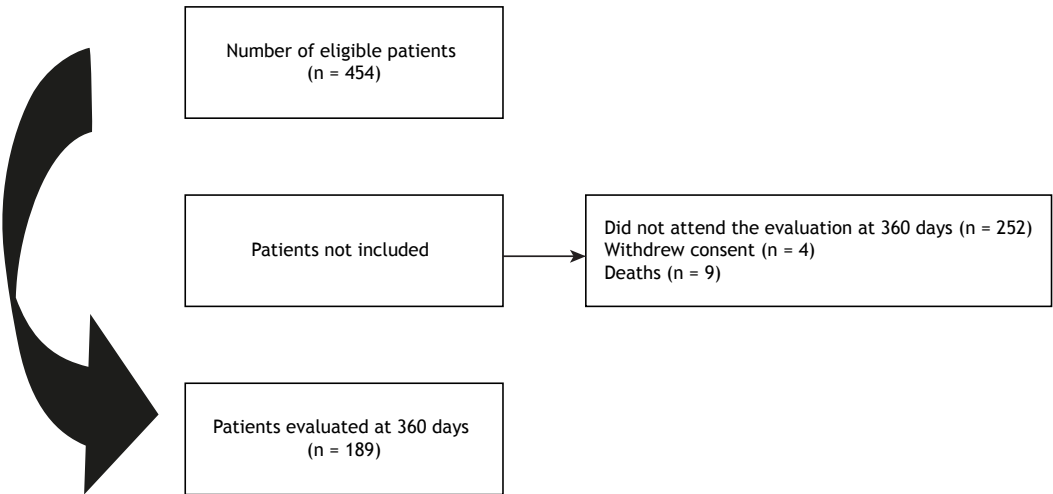 Number of eligible patients
(n = 454)
Patients not included
Did not attend the evaluation at 360 days (n = 252)
Withdrew consent (n = 4)
Deaths (n = 9)
Patients evaluated at 360 days
(n = 189)